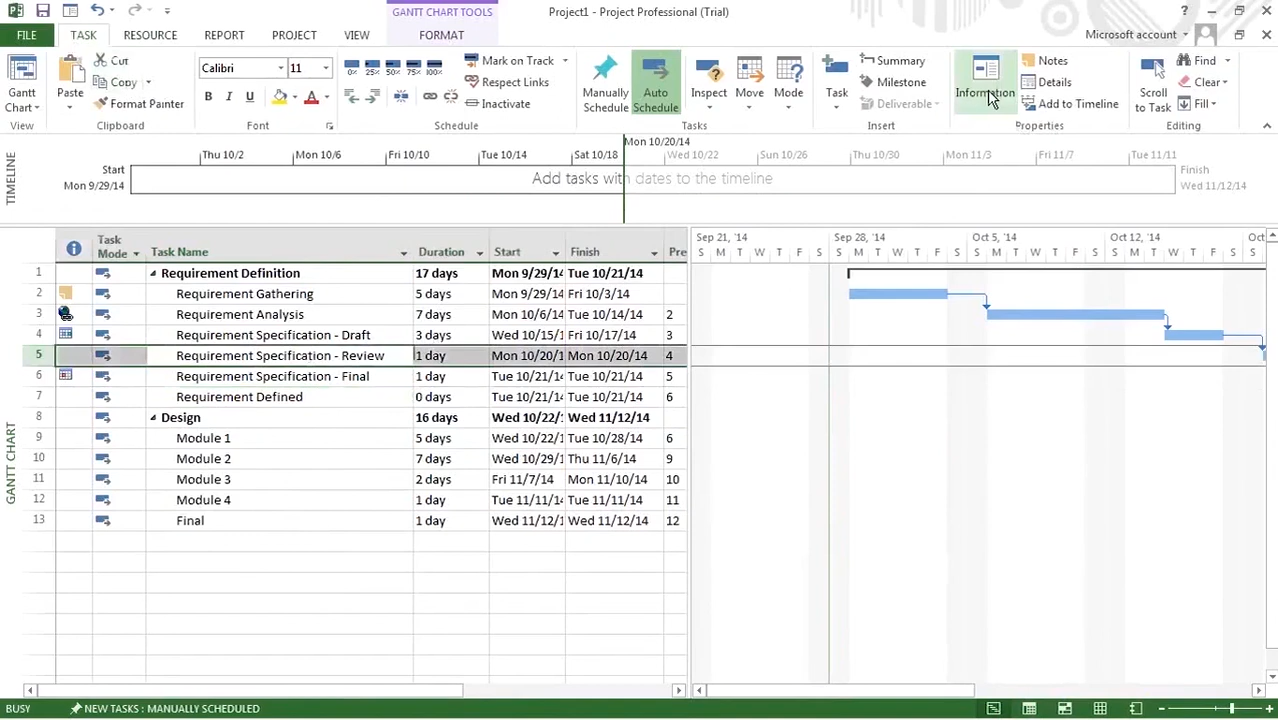 GANTT CHART TOOLS
Project1 - Project Professional (Trial)
FILE TASK RESOURCE REPORT PROJECT VIEW FORMAT
Microsoft account
Gantt Chart
View
Paste
Cut
Copy
Format Painter
Clipboard
Calibri 11
B I U A
Font
0% 25% 50% 75% 100%
Mark on Track
Respect Links
Inactivate
Schedule
Manually Schedule
Auto Schedule
Inspect
Move
Mode
Tasks
Task
Summary
Milestone
Deliverable
Insert
Information
Notes
Details
Add to Timeline
Properties
Scroll to Task
Find
Clear
Fill
Editing
TIMELINE
Mon 10/20/14
Thu 10/2 Mon 10/6 Fri 10/10 Tue 10/14 Sat 10/18 Wed 10/22 Sun 10/26 Thu 10/30 Mon 11/3 Fri 11/7 Tue 11/11
Start
Mon 9/29/14
Add tasks with dates to the timeline
Finish
Wed 11/12/14
GANTT CHART
Task Mode Task Name Duration Start Finish Pre
1 Requirement Definition 17 days Mon 9/29/14 Tue 10/21/14
2 Requirement Gathering 5 days Mon 9/29/14 Fri 10/3/14
3 Requirement Analysis 7 days Mon 10/6/14 Tue 10/14/14 2
4 Requirement Specification - Draft 3 days Wed 10/15/1 Fri 10/17/14 3
5 Requirement Specification - Review 1 day Mon 10/20/1 Mon 10/20/14 4
6 Requirement Specification - Final 1 day Tue 10/21/14 Tue 10/21/14 5
7 Requirement Defined 0 days Tue 10/21/14 Tue 10/21/14 6
8 Design 16 days Wed 10/22/ Wed 11/12/14
9 Module 1 5 days Wed 10/22/1 Tue 10/28/14 6
10 Module 2 7 days Wed 10/29/1 Thu 11/6/14 9
11 Module 3 2 days Fri 11/7/14 Mon 11/10/14 10
12 Module 4 1 day Tue 11/11/14 Tue 11/11/14 11
13 Final 1 day Wed 11/12/1 Wed 11/12/14 12
Sep 21, '14 Sep 28, '14 Oct 5, '14 Oct 12, '14 Oct
S M T W T F S S M T W T F S S M T W T F S S M T W T F S S
BUSY NEW TASKS : MANUALLY SCHEDULED